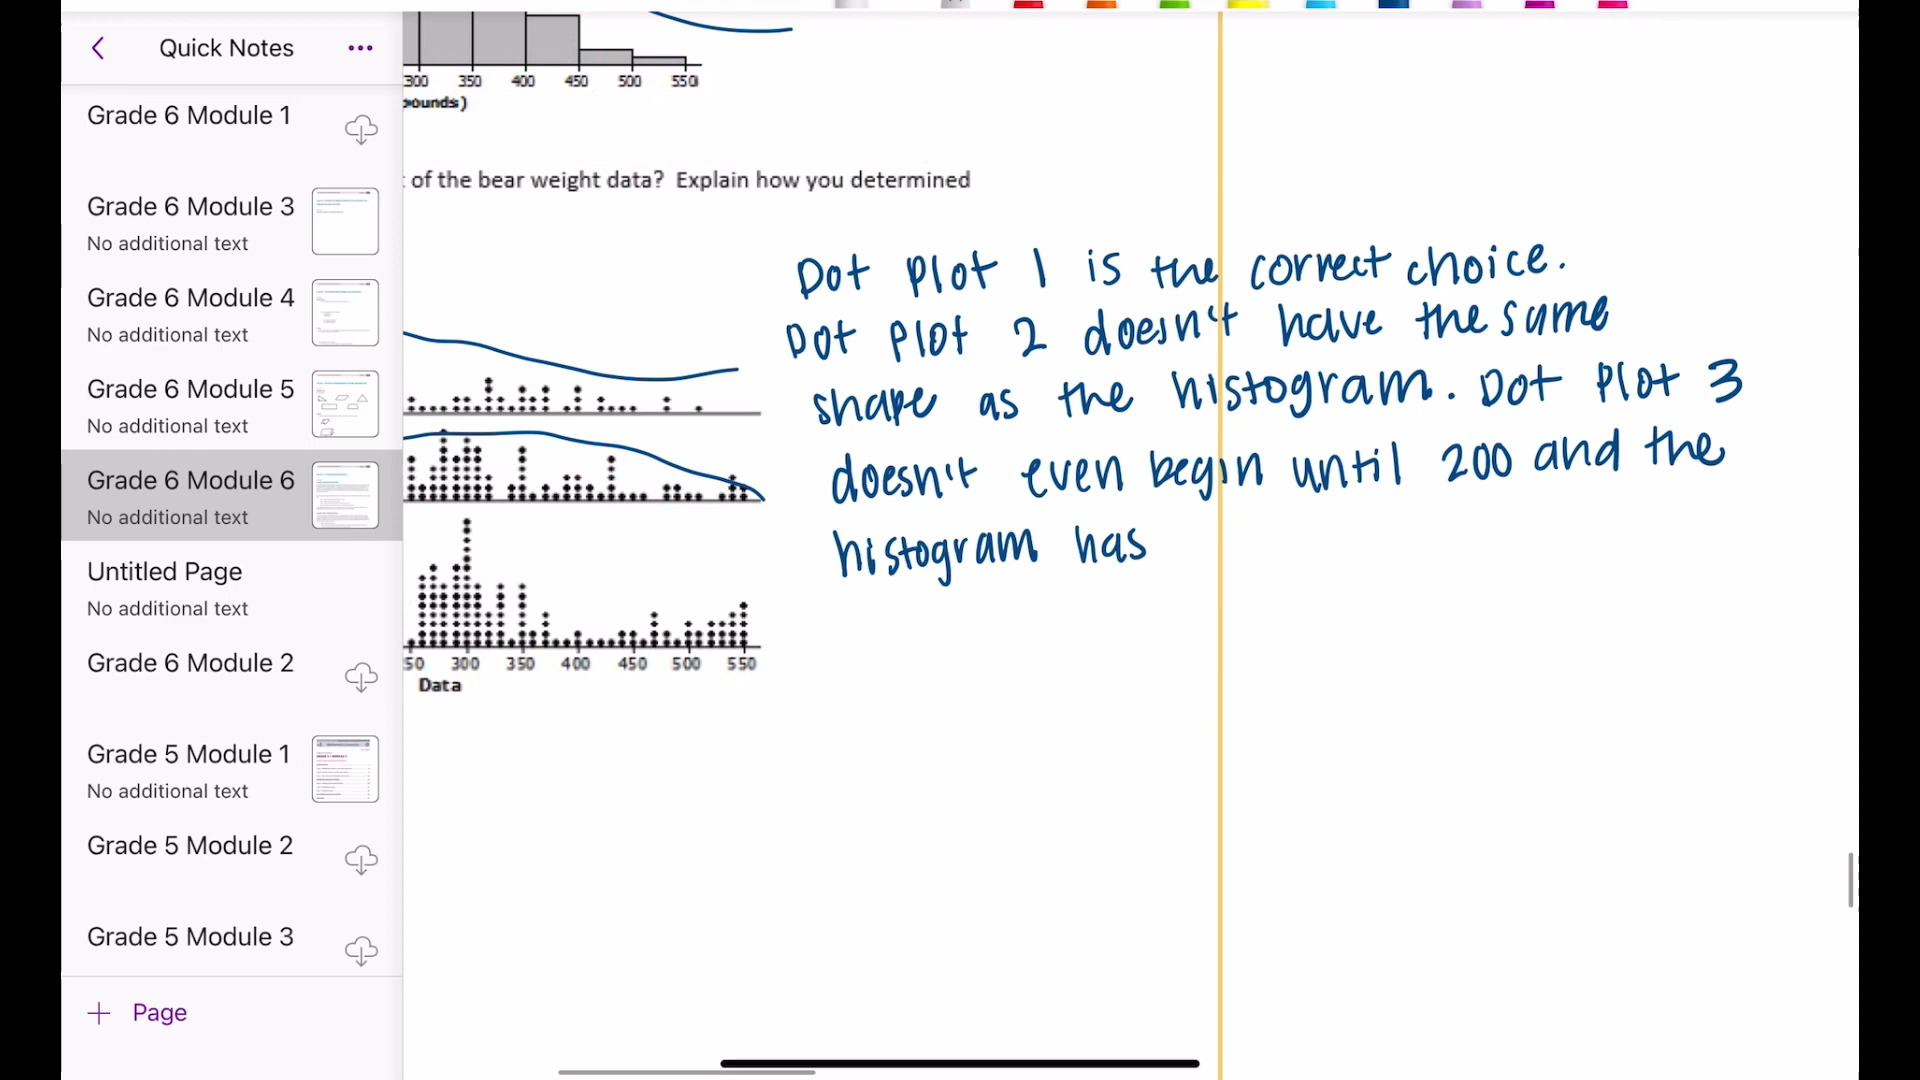 Quick Notes
Grade 6 Module 1
Grade 6 Module 3
No additional text
Grade 6 Module 4
No additional text
Grade 6 Module 5
No additional text
Grade 6 Module 6
No additional text
Untitled Page
No additional text
Grade 6 Module 2
Grade 5 Module 1
No additional text
Grade 5 Module 2
Grade 5 Module 3
+ Page
300 350 400 450 500 550
ounds)
of the bear weight data? Explain how you determined
50 300 350 400 450 500 550
Data
Dot Plot 1 is the correct choice.
Dot Plot 2 doesn't have the same
shape as the histogram. Dot Plot 3
doesn't even begin until 200 and the
histogram has